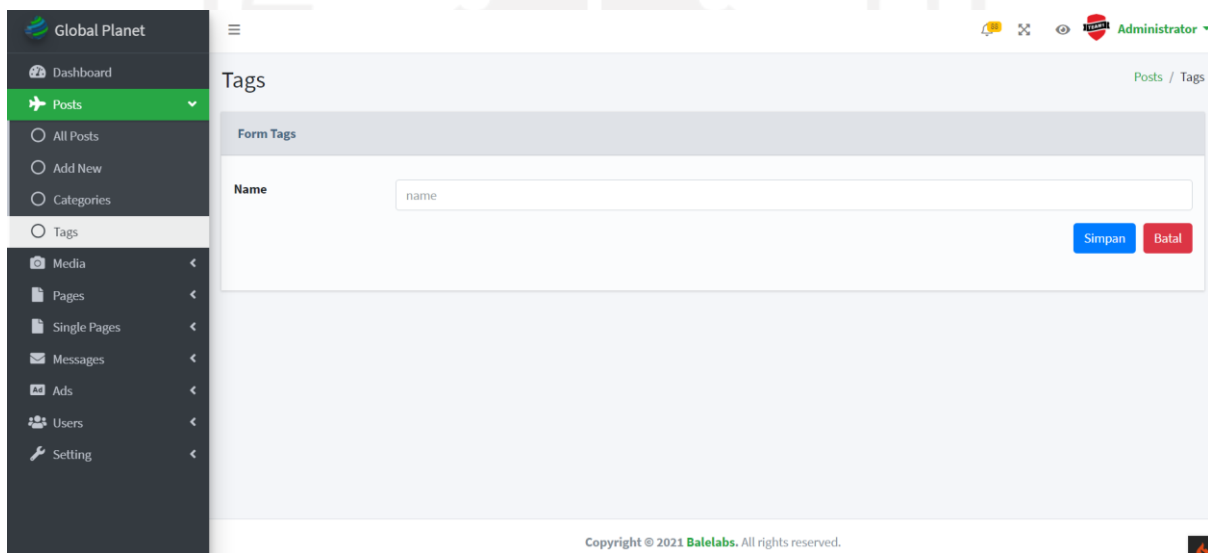 Global Planet
Administrator
Dashboard
Posts
All Posts
Add New
Categories
Tags
Media
Pages
Single Pages
Messages
Ad Ads
Users
Setting
Tags
Posts / Tags
Form Tags
Name
name
Simpan
Batal
Copyright © 2021 Balelabs. All rights reserved.